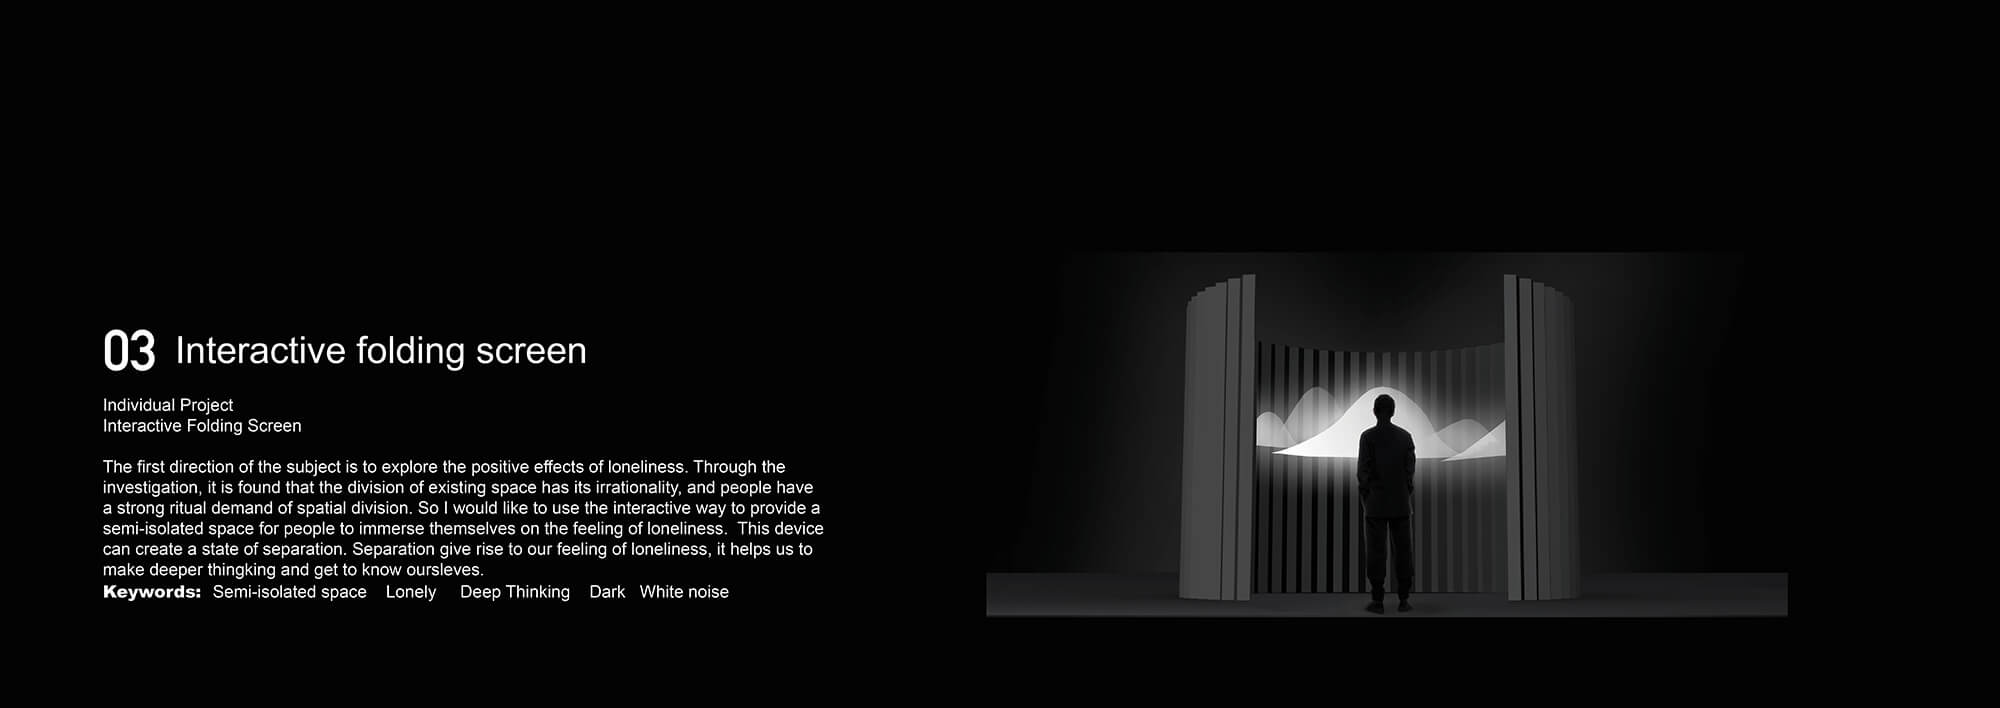 03 Interactive folding screen
Individual Project
Interactive Folding Screen
The first direction of the subject is to explore the positive effects of loneliness. Through the
investigation, it is found that the division of existing space has its irrationality, and people have
a strong ritual demand of spatial division. So I would like to use the interactive way to provide a
semi-isolated space for people to immerse themselves on the feeling of loneliness.  This device
can create a state of separation. Separation give rise to our feeling of loneliness, it helps us to
make deeper thingking and get to know oursleves.
Keywords: Semi-isolated space Lonely Deep Thinking Dark White noise